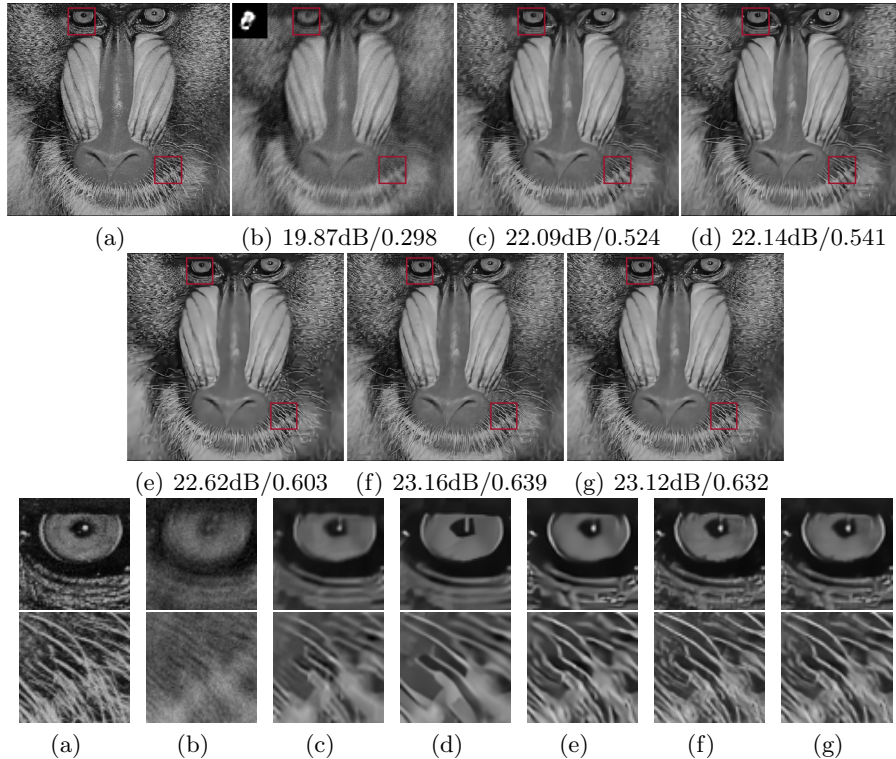 (a) (b) 19.87dB/0.298 (c) 22.09dB/0.524 (d) 22.14dB/0.541
(e) 22.62dB/0.603 (f) 23.16dB/0.639 (g) 23.12dB/0.632
(a) (b) (c) (d) (e) (f) (g)